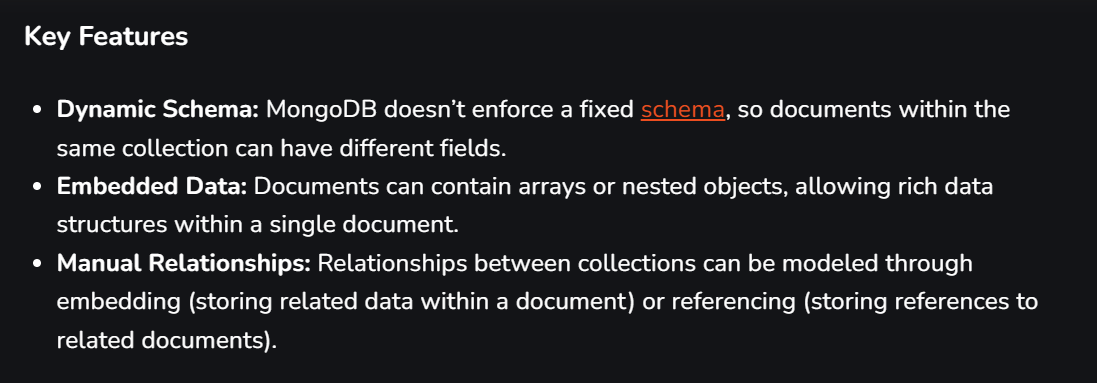 Key Features
• Dynamic Schema: MongoDB doesn’t enforce a fixed schema, so documents within the
same collection can have different fields.
• Embedded Data: Documents can contain arrays or nested objects, allowing rich data
structures within a single document.
• Manual Relationships: Relationships between collections can be modeled through
embedding (storing related data within a document) or referencing (storing references to
related documents).